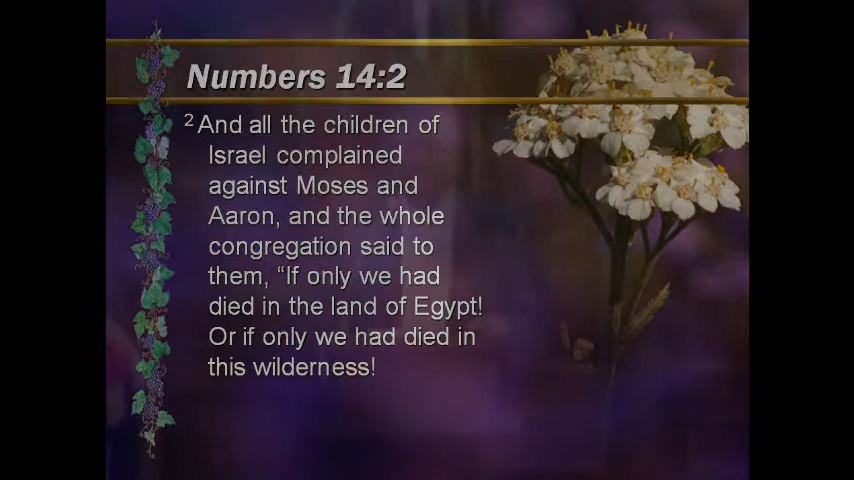 Numbers 14:2
2 And all the children of
Israel complained
against Moses and
Aaron, and the whole
congregation said to
them, “If only we had
died in the land of Egypt!
Or if only we had died in
this wilderness!